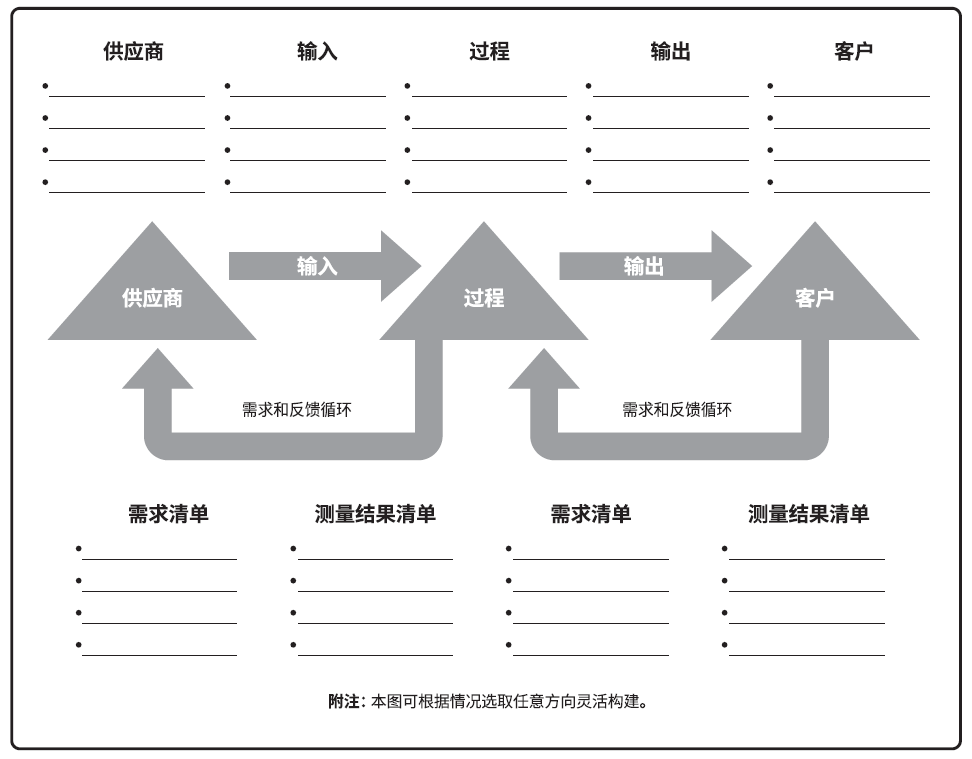 供应商 输入 过程 输出 客户
输入 输出
供应商 过程 客户
需求和反馈循环 需求和反馈循环
需求清单 测量结果清单 需求清单 测量结果清单
附注：本图可根据情况选取任意方向灵活构建。